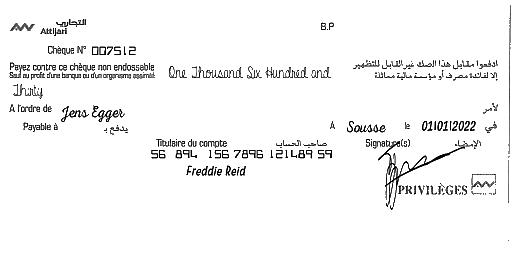 التجاري
Attijari
B.P
Chèque N° 007512
Payez contre ce chèque non endossable
Sauf au profit d'une banque ou d'un organisme assimilé
One Thousand Six Hundred and
ادفعوا مقابل هذا الصك غير القابل للتظهير
إلا لفائدة مصرف أو مؤسسة مالية مماثلة
Thirty
A l'ordre de Jens Egger
لأمر
Payable à
يدفع بـ
A Sousse le 01/01/2022 في
Titulaire du compte صاحب الحساب
Signature(s) الإمضاء
56 894 156 7896 121489 59
Freddie Reid
PRIVILÈGES